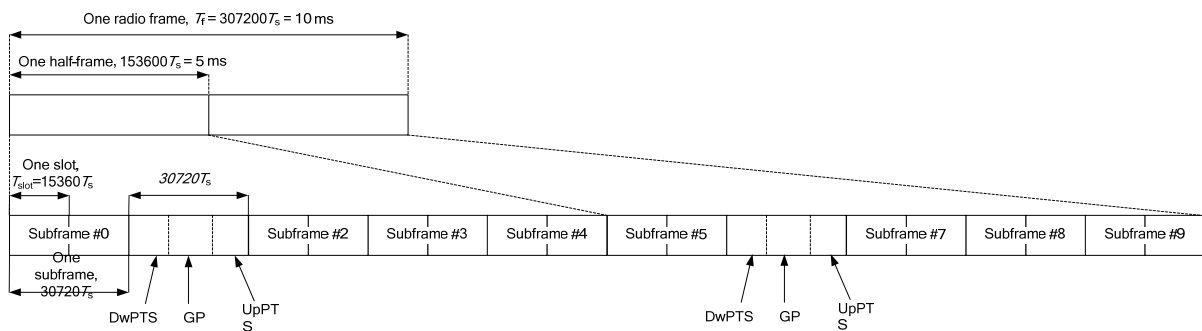 One radio frame, Tf = 307200Ts = 10 ms
One half-frame, 153600Ts = 5 ms
One slot,
Tslot=15360Ts
30720Ts
Subframe #0
Subframe #2
Subframe #3
Subframe #4
Subframe #5
Subframe #7
Subframe #8
Subframe #9
One
subframe,
30720Ts
DwPTS
GP
UpPT
S
DwPTS
GP
UpPT
S